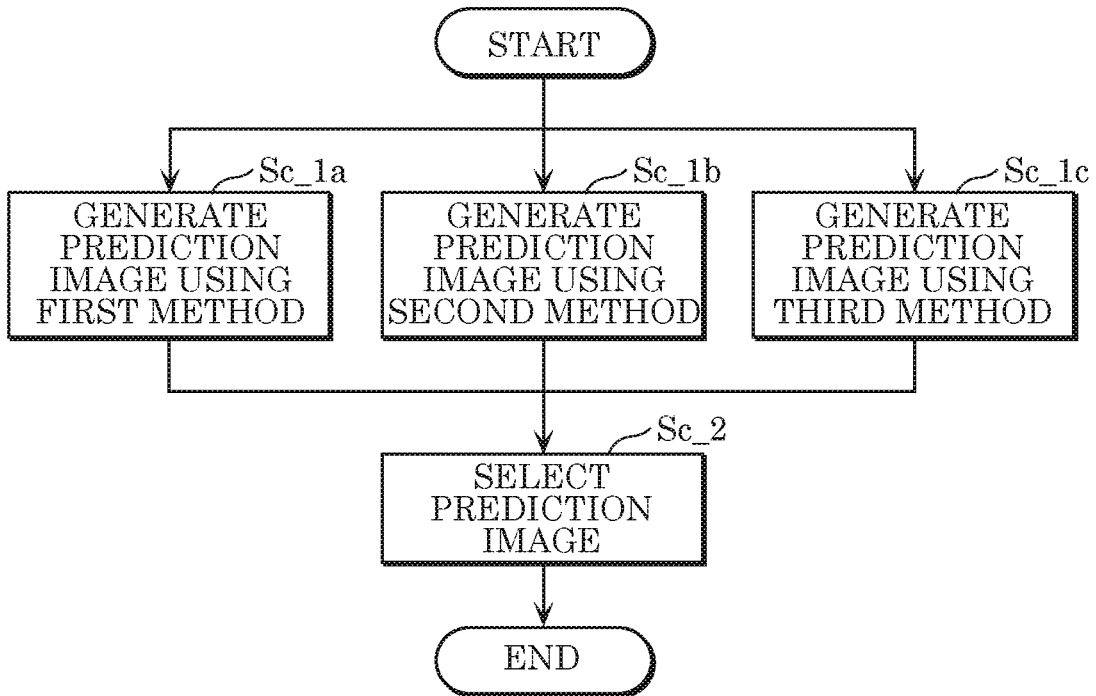 START
Sc_1a
GENERATE
PREDICTION
IMAGE USING
FIRST METHOD
Sc_1b
GENERATE
PREDICTION
IMAGE USING
SECOND METHOD
Sc_1c
GENERATE
PREDICTION
IMAGE USING
THIRD METHOD
Sc_2
SELECT
PREDICTION
IMAGE
END